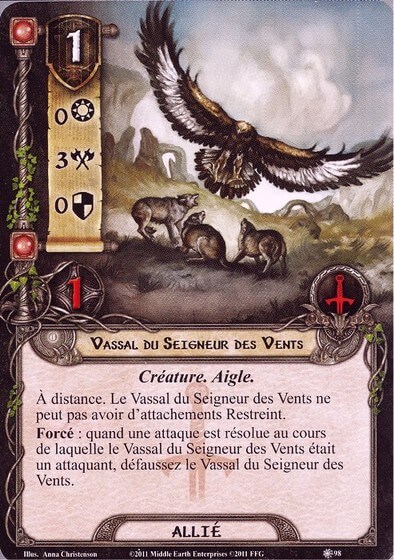 1
0
3
0
1
Vassal du Seigneur des Vents
Créature. Aigle.
À distance. Le Vassal du Seigneur des Vents ne
peut pas avoir d'attachements Restreint.
Forcé : quand une attaque est résolue au cours
de laquelle le Vassal du Seigneur des Vents était
un attaquant, défaussez le Vassal du Seigneur des
Vents.
ALLIÉ
Illus. Anna Christenson ©2011 Middle Earth Enterprises ©2011 FFG 98